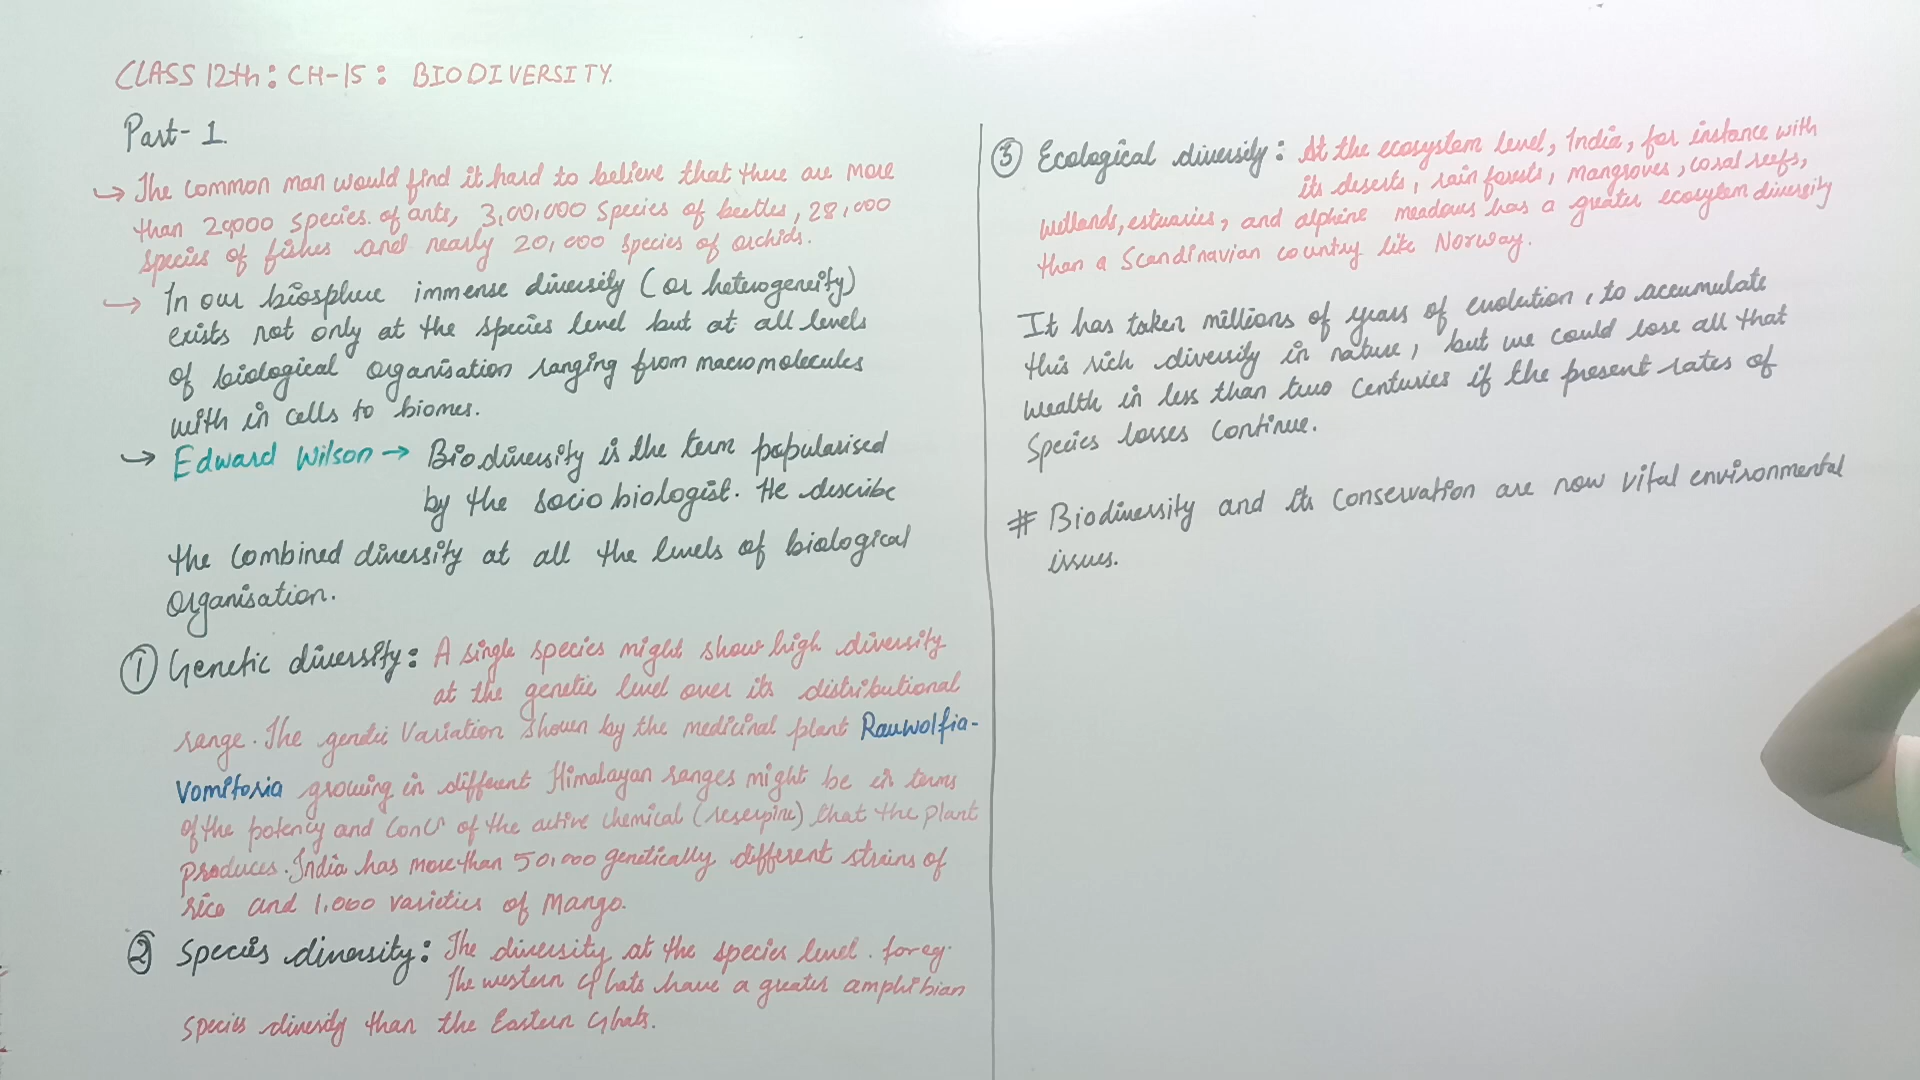 CLASS 12th: CH-15: BIODIVERSITY.
Part- 1.
→ The common man would find it hard to believe that there are more
than 20,000 species. of ants, 3,00,000 species of beetles, 28,000
species of fishes and nearly 20,000 species of orchids.
→ In our biosphere immense diversity (or heterogeneity)
exists not only at the species level but at all levels
of biological organisation ranging from macromolecules
with in cells to biomes.
→ Edward Wilson → Biodiversity is the term popularised
by the socio biologist. He describe
the combined diversity at all the levels of biological
organisation.
① Genetic diversity: A single species might show high diversity
at the genetic level over its distributional
range. The genetic variation shown by the medicinal plant Rauwolfia-
Vomitoria growing in different Himalayan ranges might be in terms
of the potency and conc of the active chemical (reserpine) that the plant
produces. India has more than 50,000 genetically different strains of
rice and 1,000 varieties of Mango.
② Species diversity: The diversity at the species level. for eg.
The western Ghats have a greater amphibian
species diversity than the Eastern Ghats.
③ Ecological diversity: At the ecosystem level, India, for instance with
its deserts, rain forests, mangroves, coral reefs,
wetlands, estuaries, and alphine meadows has a greater ecosystem diversity
than a Scandinavian country like Norway.
It has taken millions of years of evolution, to accumulate
this rich diversity in nature, but we could lose all that
wealth in less than two centuries if the present rates of
species losses continue.
# Biodiversity and its conservation are now vital environmental
issues.